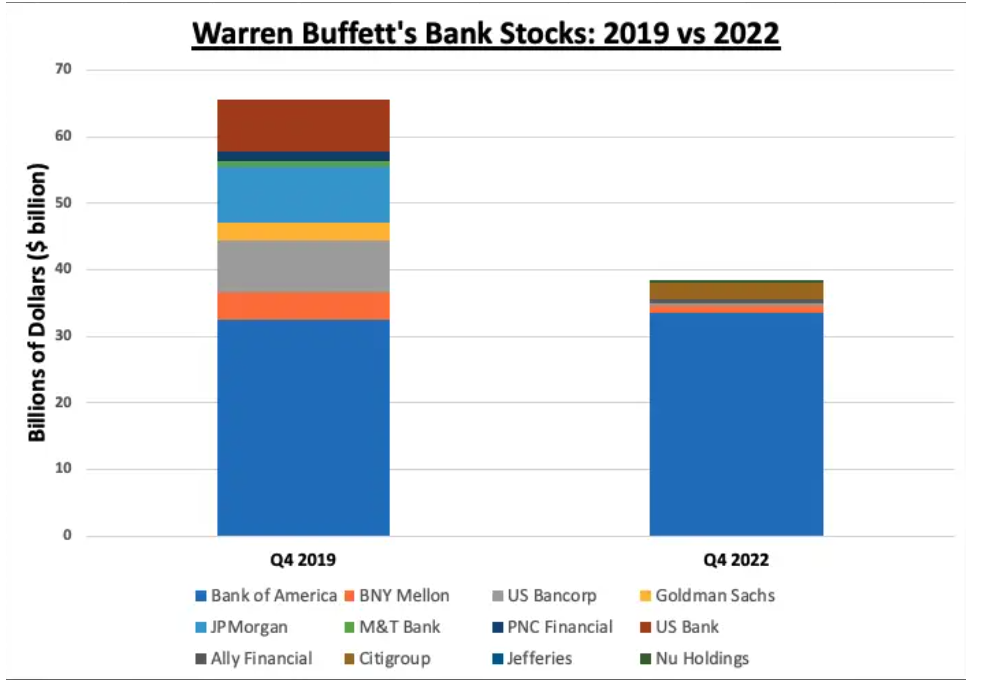 Warren Buffett's Bank Stocks: 2019 vs 2022
Billions of Dollars ($ billion)
70
60
50
40
30
20
10
0
Q4 2019 Q4 2022
Bank of America BNY Mellon US Bancorp Goldman Sachs
JPMorgan M&T Bank PNC Financial US Bank
Ally Financial Citigroup Jefferies Nu Holdings